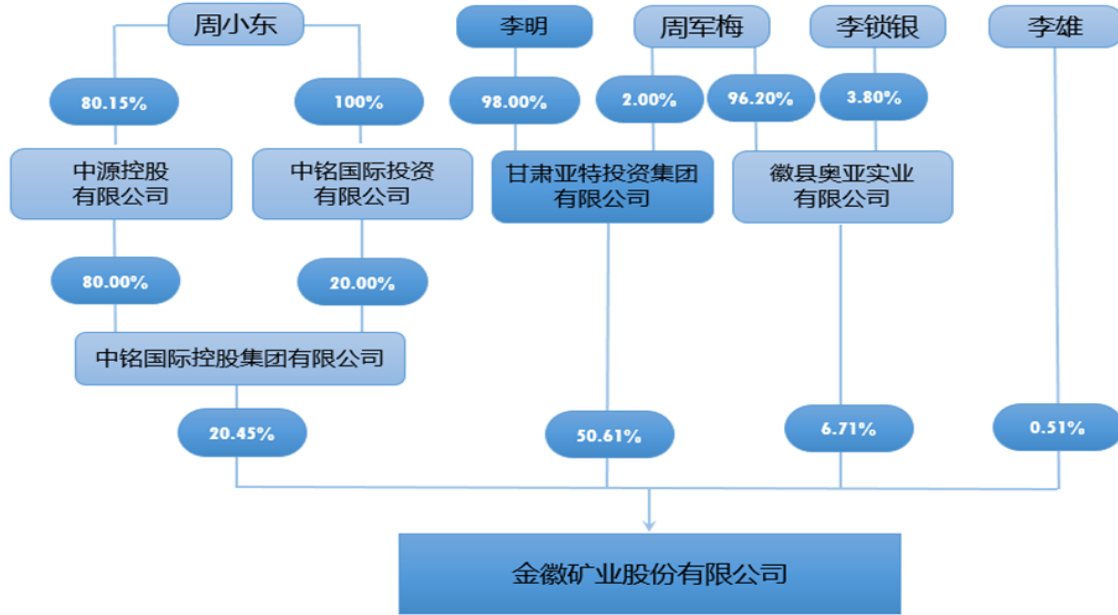 周小东
李明
周军梅
李锁银
李雄
80.15%
100%
98.00%
2.00%
96.20%
3.80%
中源控股
有限公司
中铭国际投资
有限公司
甘肃亚特投资集团
有限公司
徽县奥亚实业
有限公司
80.00%
20.00%
中铭国际控股集团有限公司
20.45%
50.61%
6.71%
0.51%
金徽矿业股份有限公司